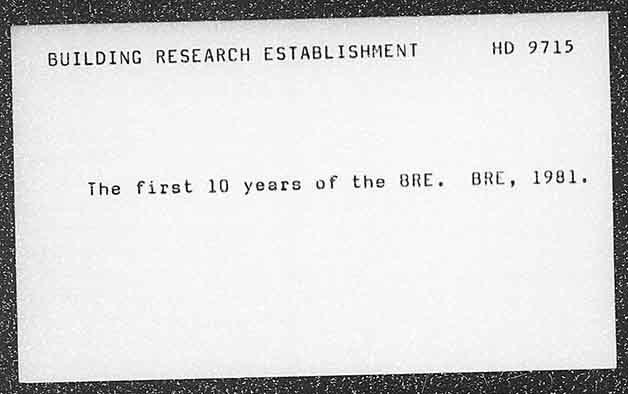 BUILDING RESEARCH ESTABLISHMENT HD 9715
The first 10 years of the BRE. BRE, 1981.